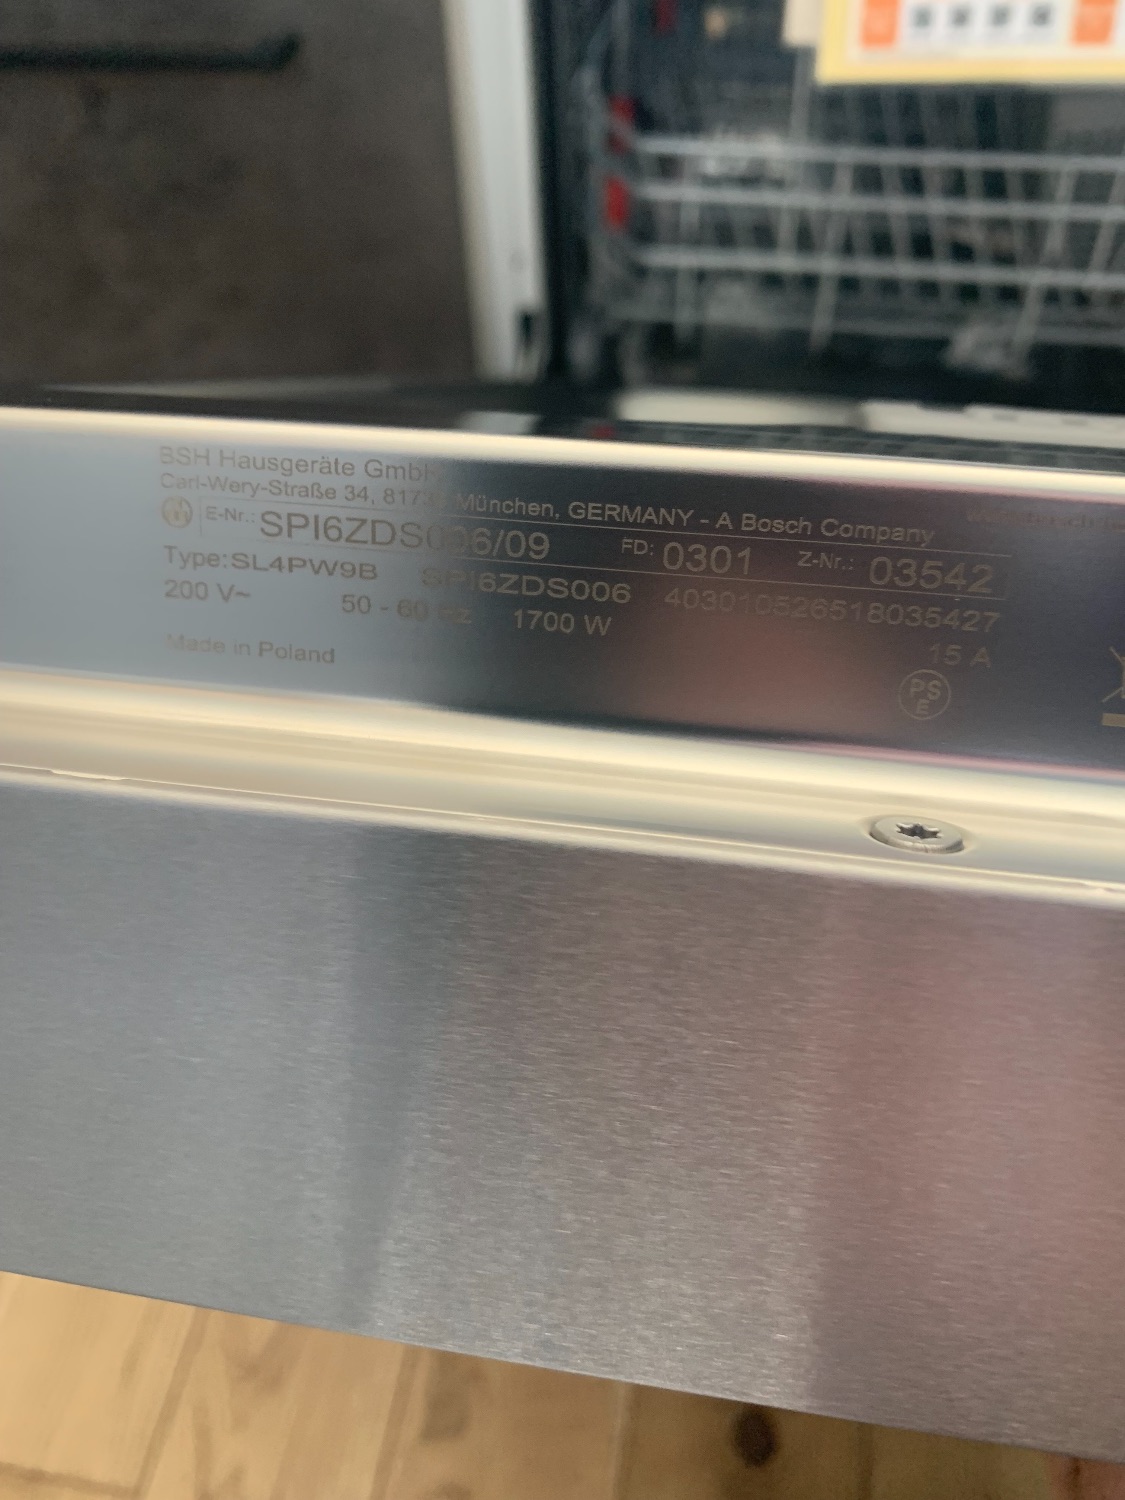 BSH Hausgeräte GmbH
Carl-Wery-Straße 34, 81739 München, GERMANY - A Bosch Company
E-Nr.: SPI6ZDS006/09 FD: 0301 Z-Nr.: 03542
Type: SL4PW9B SPI6ZDS006 403010526518035427
200 V~ 50 - 60 Hz 1700 W 15 A
Made in Poland
PS
E